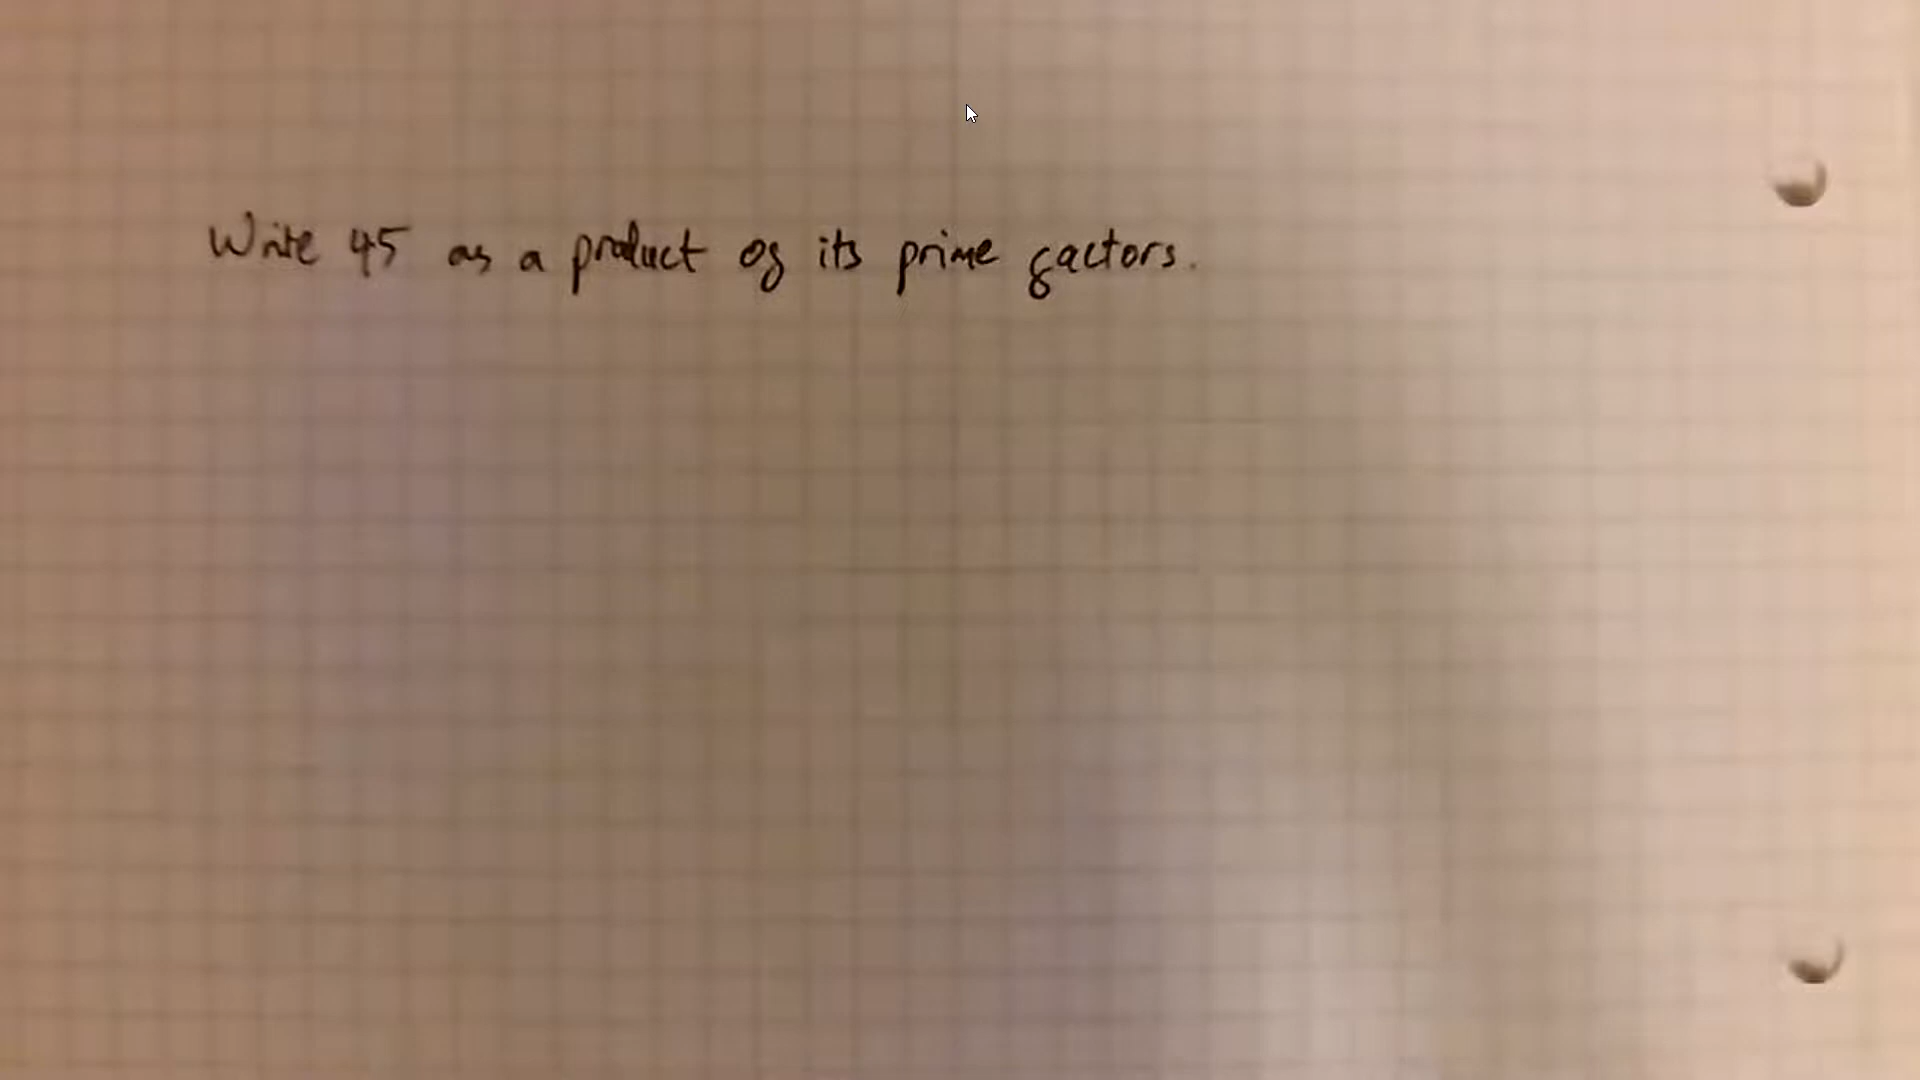 Write 45 as a product of its prime factors.